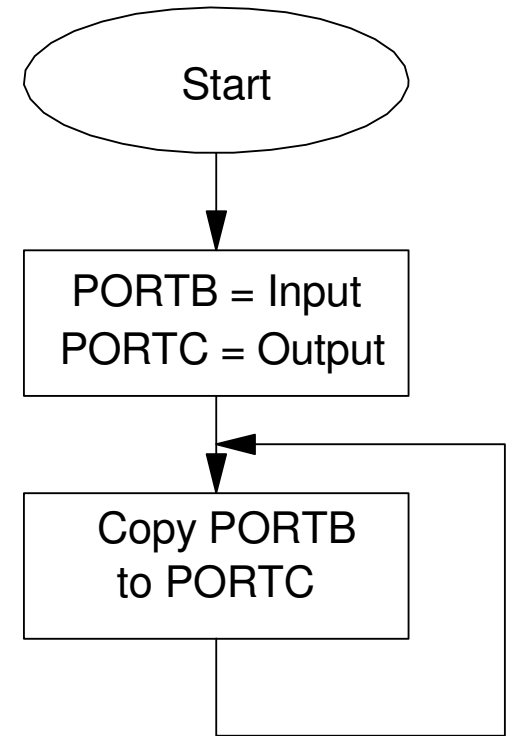 Start
PORTB = Input
PORTC = Output
Copy PORTB
to PORTC